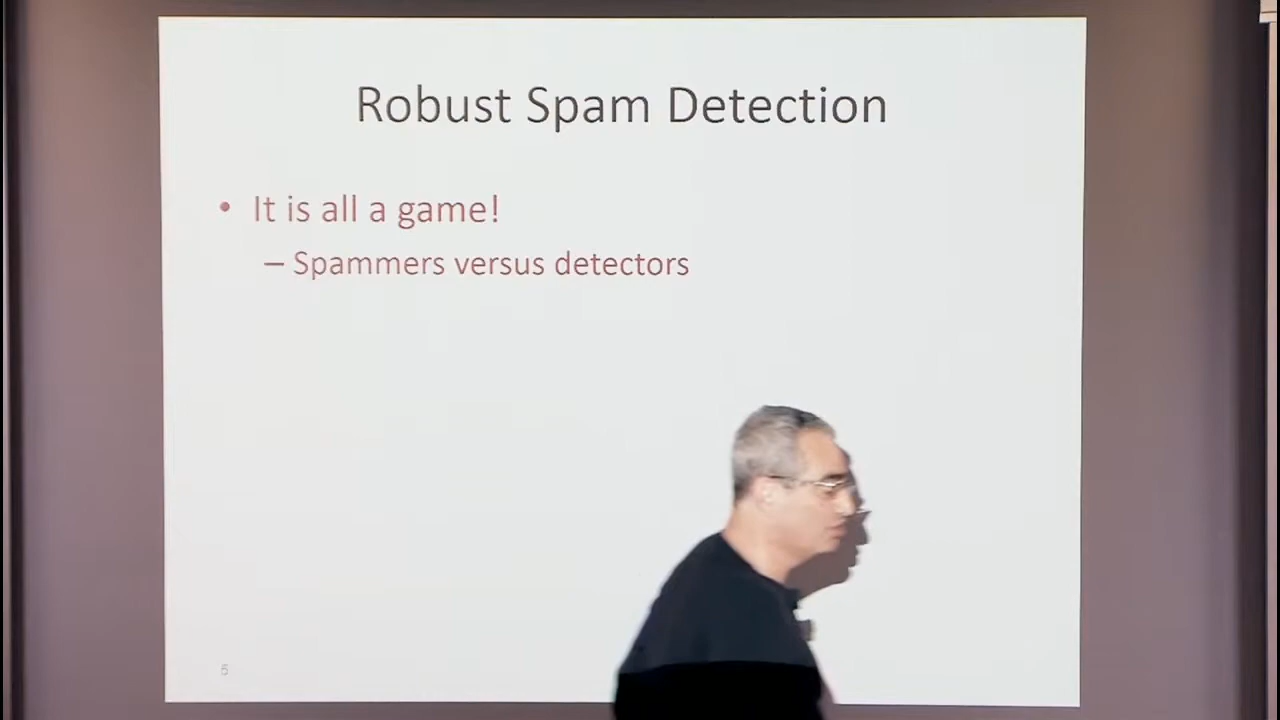 Robust Spam Detection
• It is all a game!
– Spammers versus detectors
5